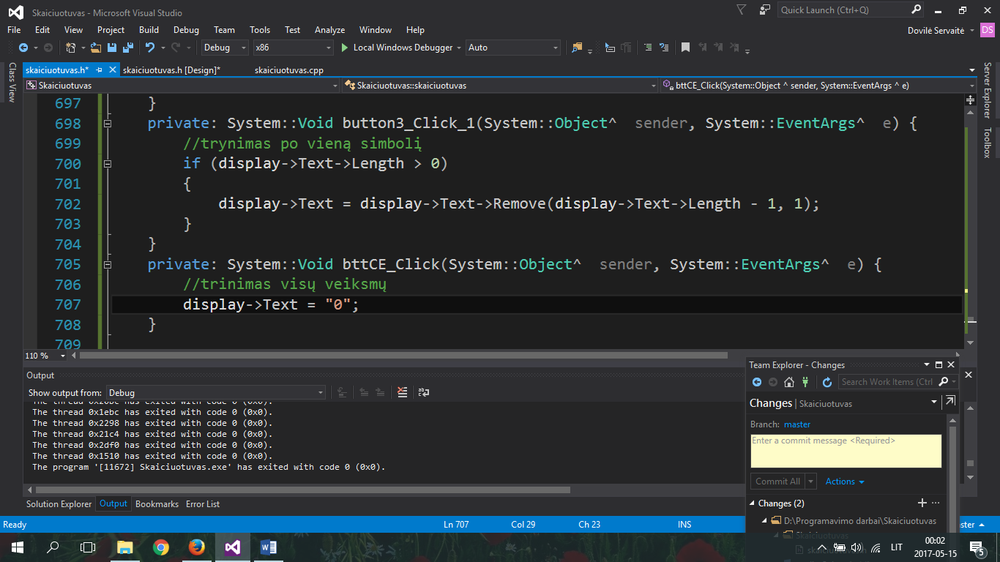 Skaiciuotuvas - Microsoft Visual Studio
Quick Launch (Ctrl+Q)
File Edit View Project Build Debug Team Tools Test Analyze Window Help
Dovilė Servaitė DS
Debug x86 Local Windows Debugger Auto
Class View
skaiciuotuvas.h* skaiciuotuvas.h [Design]* skaiciuotuvas.cpp
Server Explorer
Toolbox
Skaiciuotuvas Skaiciuotuvas::skaiciuotuvas bttCE_Click(System::Object ^ sender, System::EventArgs ^ e)
697 }
698 private: System::Void button3_Click_1(System::Object^ sender, System::EventArgs^ e) {
699 //trynimas po vieną simbolį
700 if (display->Text->Length > 0)
701 {
702 display->Text = display->Text->Remove(display->Text->Length - 1, 1);
703 }
704 }
705 private: System::Void bttCE_Click(System::Object^ sender, System::EventArgs^ e) {
706 //trinimas visų veiksmų
707 display->Text = "0";
708 }
709
110 %
Output
Show output from: Debug
The thread 0x20bc has exited with code 0 (0x0).
The thread 0x1ebc has exited with code 0 (0x0).
The thread 0x2298 has exited with code 0 (0x0).
The thread 0x21c4 has exited with code 0 (0x0).
The thread 0x2df0 has exited with code 0 (0x0).
The thread 0x1510 has exited with code 0 (0x0).
The program '[11672] Skaiciuotuvas.exe' has exited with code 0 (0x0).
Solution Explorer Output Bookmarks Error List
Team Explorer - Changes
Search Work Items (Ctrl
Changes | Skaiciuotuvas
Branch: master
Enter a commit message <Required>
Commit All Actions
Changes (2)
D:\Programavimo darbai\Skaiciuotuvas
Skaiciuotuvas
Ready Ln 707 Col 29 Ch 23 INS
LIT
00:02
2017-05-15
5